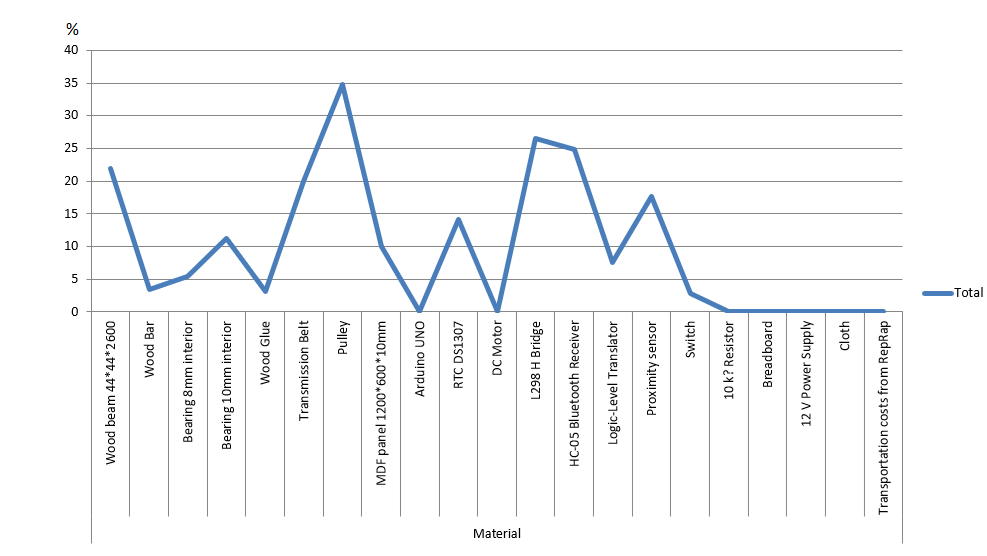 %
40
35
30
25
20
15
10
5
0
Total
Wood beam 44*44*2600
Wood Bar
Bearing 8mm interior
Bearing 10mm interior
Wood Glue
Transmission Belt
Pulley
MDF panel 1200*600*10mm
Arduino UNO
RTC DS1307
DC Motor
L298 H Bridge
HC-05 Bluetooth Receiver
Logic-Level Translator
Proximity sensor
Switch
10 k? Resistor
Breadboard
12 V Power Supply
Cloth
Transportation costs from RepRap
Material